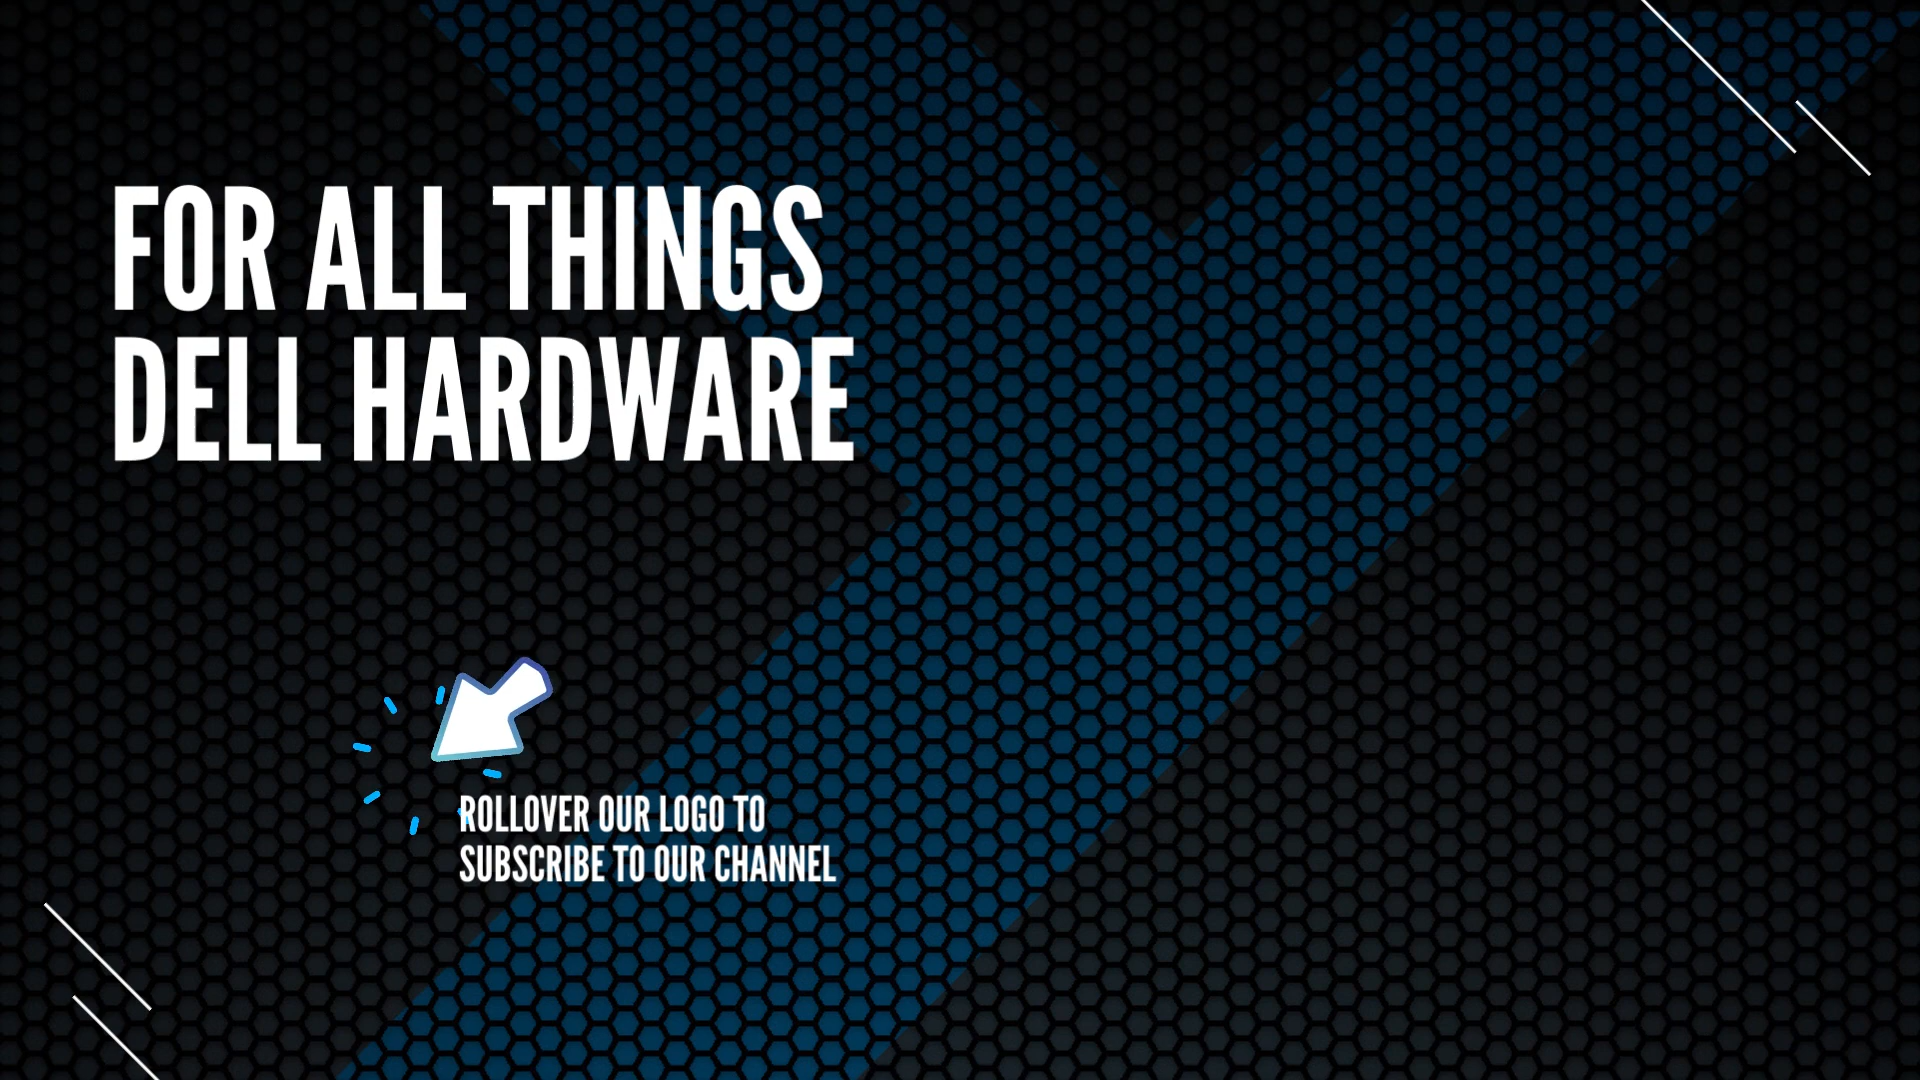 FOR ALL THINGS
DELL HARDWARE
ROLLOVER OUR LOGO TO
SUBSCRIBE TO OUR CHANNEL